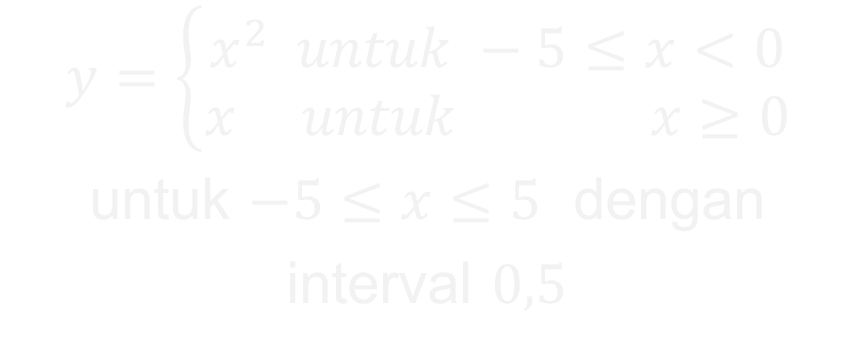 y = { x² untuk − 5 ≤ x < 0
x untuk x ≥ 0
untuk −5 ≤ x ≤ 5 dengan
interval 0,5